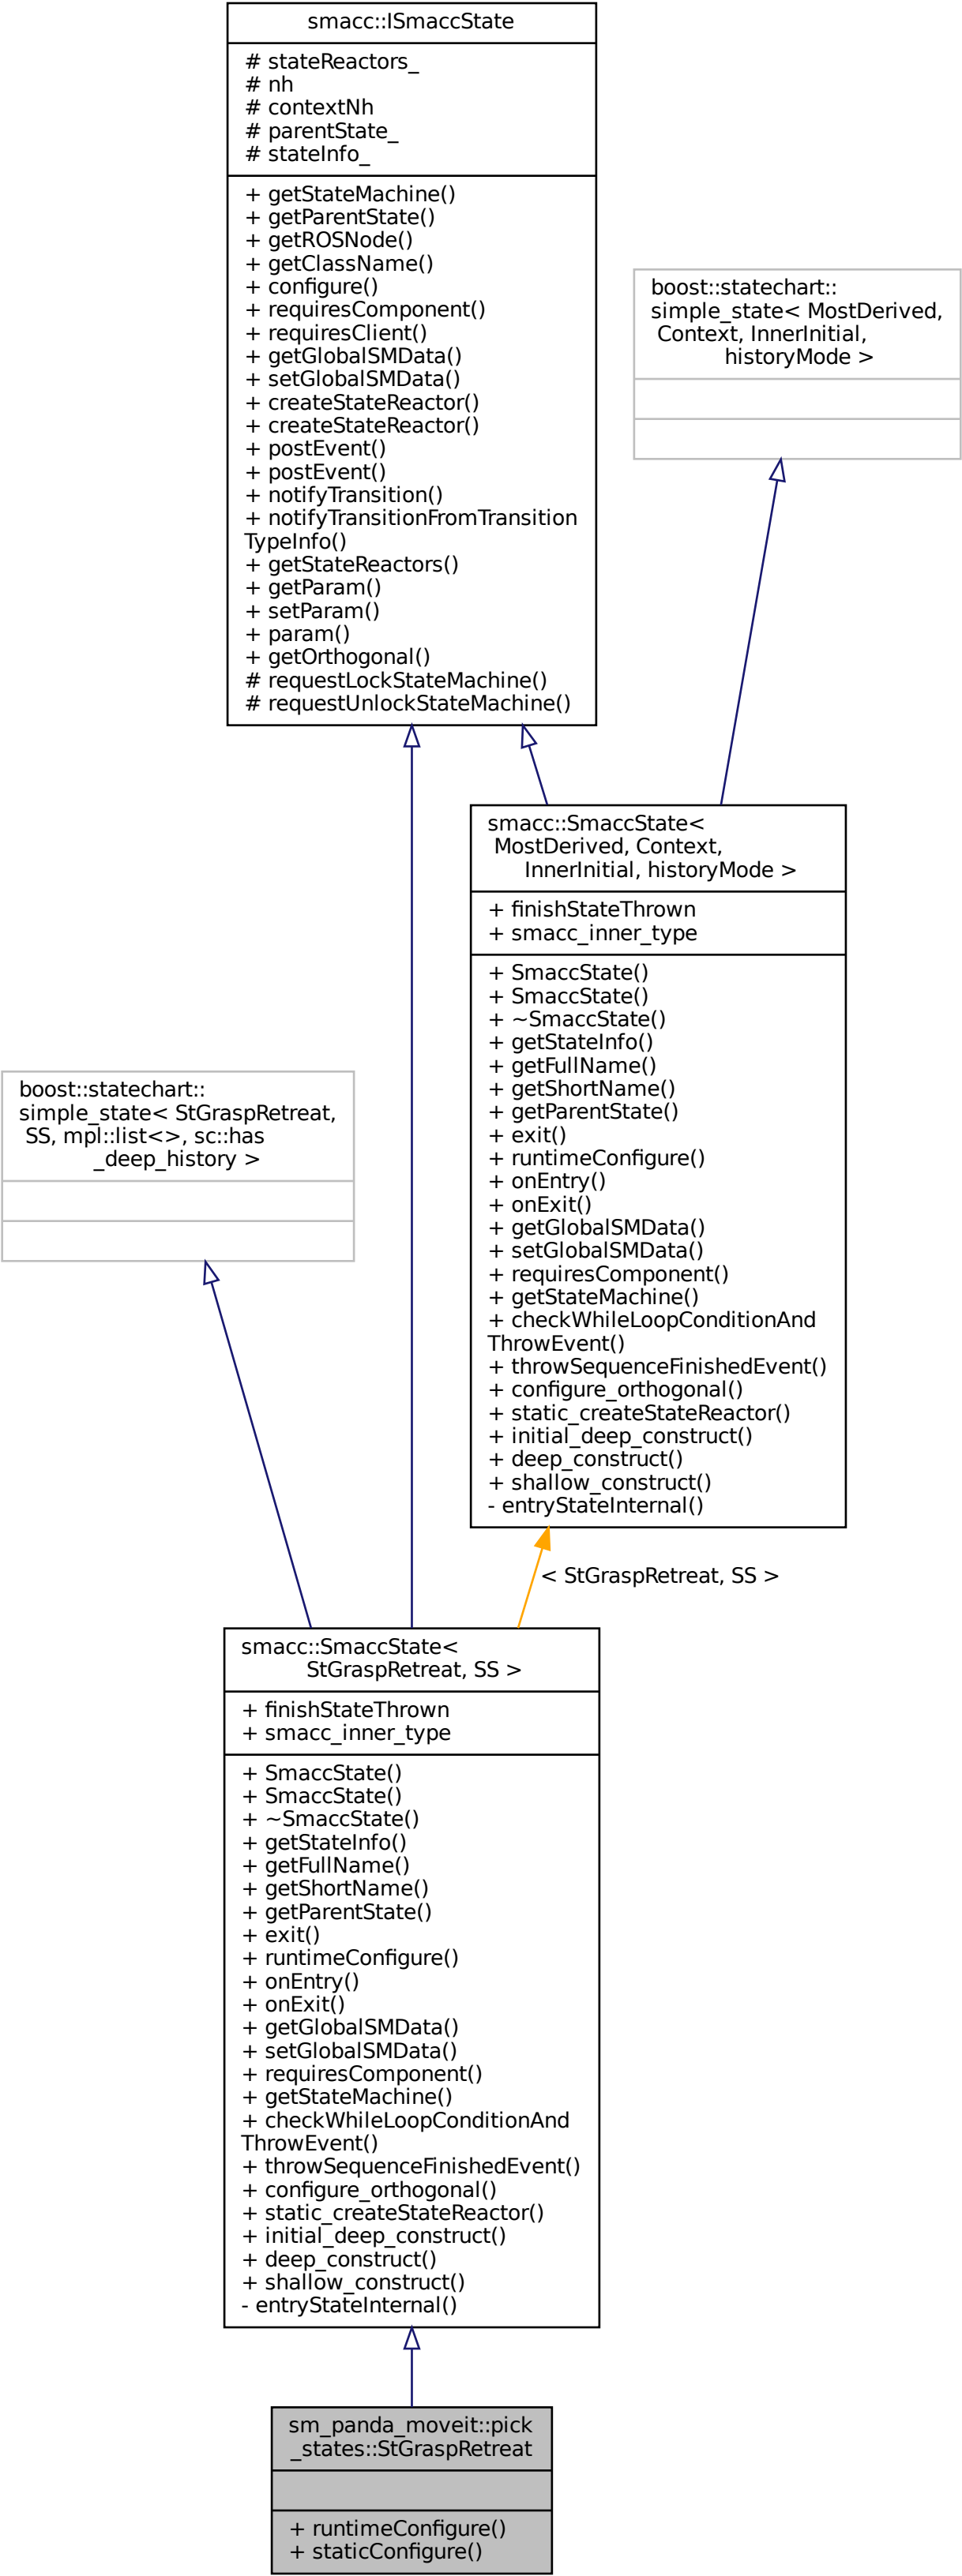 smacc::ISmaccState
# stateReactors_
# nh
# contextNh
# parentState_
# stateInfo_
+ getStateMachine()
+ getParentState()
+ getROSNode()
+ getClassName()
+ configure()
+ requiresComponent()
+ requiresClient()
+ getGlobalSMData()
+ setGlobalSMData()
+ createStateReactor()
+ createStateReactor()
+ postEvent()
+ postEvent()
+ notifyTransition()
+ notifyTransitionFromTransition
TypeInfo()
+ getStateReactors()
+ getParam()
+ setParam()
+ param()
+ getOrthogonal()
# requestLockStateMachine()
# requestUnlockStateMachine()
boost::statechart::
simple_state< MostDerived,
Context, InnerInitial,
historyMode >
smacc::SmaccState<
MostDerived, Context,
InnerInitial, historyMode >
+ finishStateThrown
+ smacc_inner_type
+ SmaccState()
+ SmaccState()
+ ~SmaccState()
+ getStateInfo()
+ getFullName()
+ getShortName()
+ getParentState()
+ exit()
+ runtimeConfigure()
+ onEntry()
+ onExit()
+ getGlobalSMData()
+ setGlobalSMData()
+ requiresComponent()
+ getStateMachine()
+ checkWhileLoopConditionAnd
ThrowEvent()
+ throwSequenceFinishedEvent()
+ configure_orthogonal()
+ static_createStateReactor()
+ initial_deep_construct()
+ deep_construct()
+ shallow_construct()
- entryStateInternal()
boost::statechart::
simple_state< StGraspRetreat,
SS, mpl::list<>, sc::has
_deep_history >
< StGraspRetreat, SS >
smacc::SmaccState<
StGraspRetreat, SS >
+ finishStateThrown
+ smacc_inner_type
+ SmaccState()
+ SmaccState()
+ ~SmaccState()
+ getStateInfo()
+ getFullName()
+ getShortName()
+ getParentState()
+ exit()
+ runtimeConfigure()
+ onEntry()
+ onExit()
+ getGlobalSMData()
+ setGlobalSMData()
+ requiresComponent()
+ getStateMachine()
+ checkWhileLoopConditionAnd
ThrowEvent()
+ throwSequenceFinishedEvent()
+ configure_orthogonal()
+ static_createStateReactor()
+ initial_deep_construct()
+ deep_construct()
+ shallow_construct()
- entryStateInternal()
sm_panda_moveit::pick
_states::StGraspRetreat
+ runtimeConfigure()
+ staticConfigure()